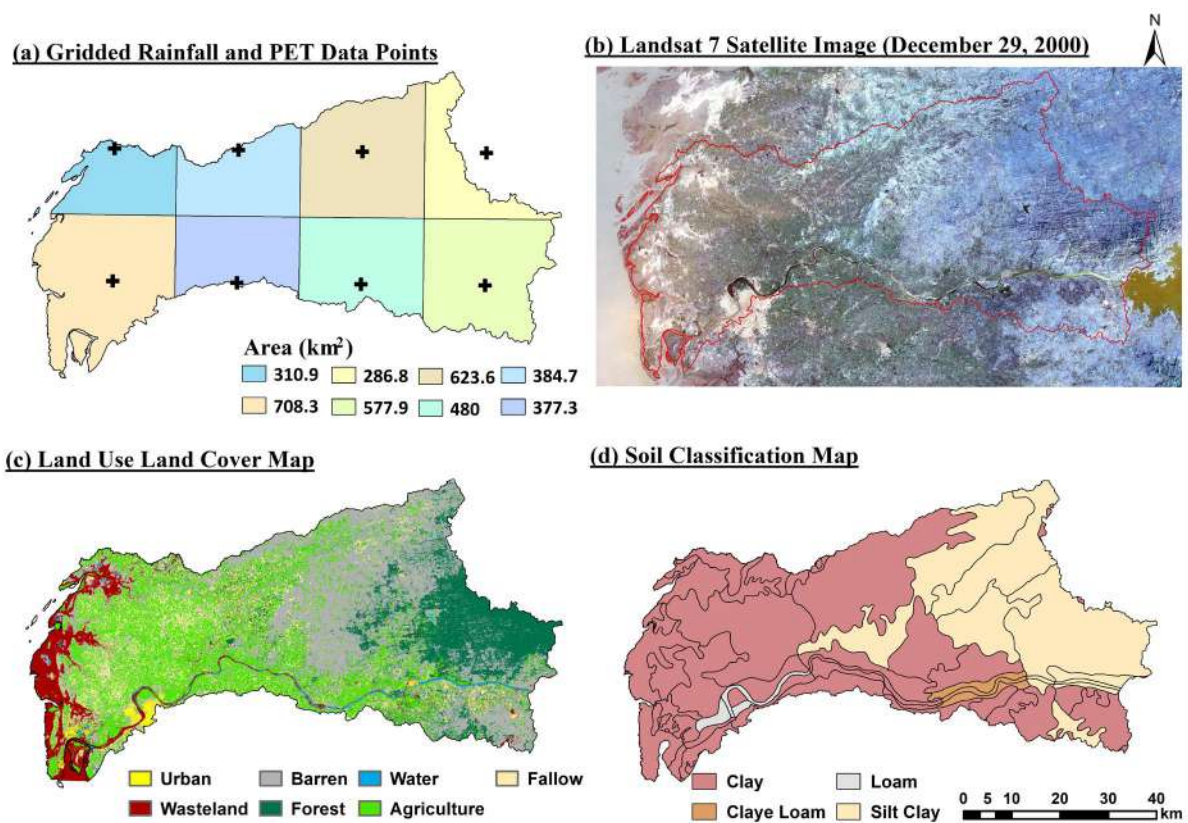 (a) Gridded Rainfall and PET Data Points
Area (km²)
310.9 286.8 623.6 384.7
708.3 577.9 480 377.3
(b) Landsat 7 Satellite Image (December 29, 2000)
N
(c) Land Use Land Cover Map
Urban Barren Water Fallow
Wasteland Forest Agriculture
(d) Soil Classification Map
Clay Loam
Claye Loam Silt Clay
0 5 10 20 30 40
km